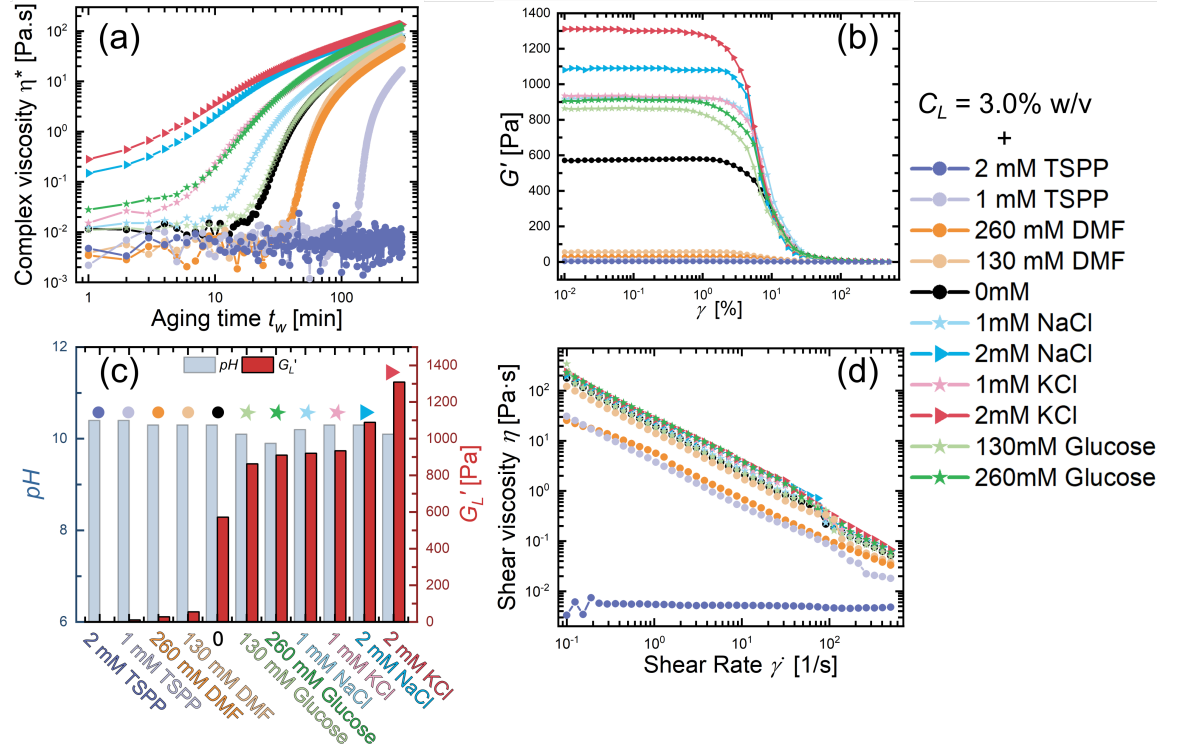 (a)
Complex viscosity η* [Pa.s]
10²
10¹
10⁰
10⁻¹
10⁻²
10⁻³
1 10 100
Aging time t_w [min]
(b)
G′ [Pa]
1400
1200
1000
800
600
400
200
0
10⁻² 10⁻¹ 10⁰ 10¹ 10²
γ [%]
C_L = 3.0% w/v
+
2 mM TSPP
1 mM TSPP
260 mM DMF
130 mM DMF
0mM
1mM NaCl
2mM NaCl
1mM KCl
2mM KCl
130mM Glucose
260mM Glucose
(c)
pH G_L′
pH
12
10
8
6
G_L′ [Pa]
1400
1200
1000
800
600
400
200
0
2 mM TSPP
1 mM TSPP
260 mM DMF
130 mM DMF
0
130 mM Glucose
260 mM Glucose
1 mM NaCl
1 mM KCl
2 mM NaCl
2 mM KCl
(d)
Shear viscosity η [Pa·s]
10²
10¹
10⁰
10⁻¹
10⁻²
10⁻¹ 10⁰ 10¹ 10²
Shear Rate γ̇ [1/s]